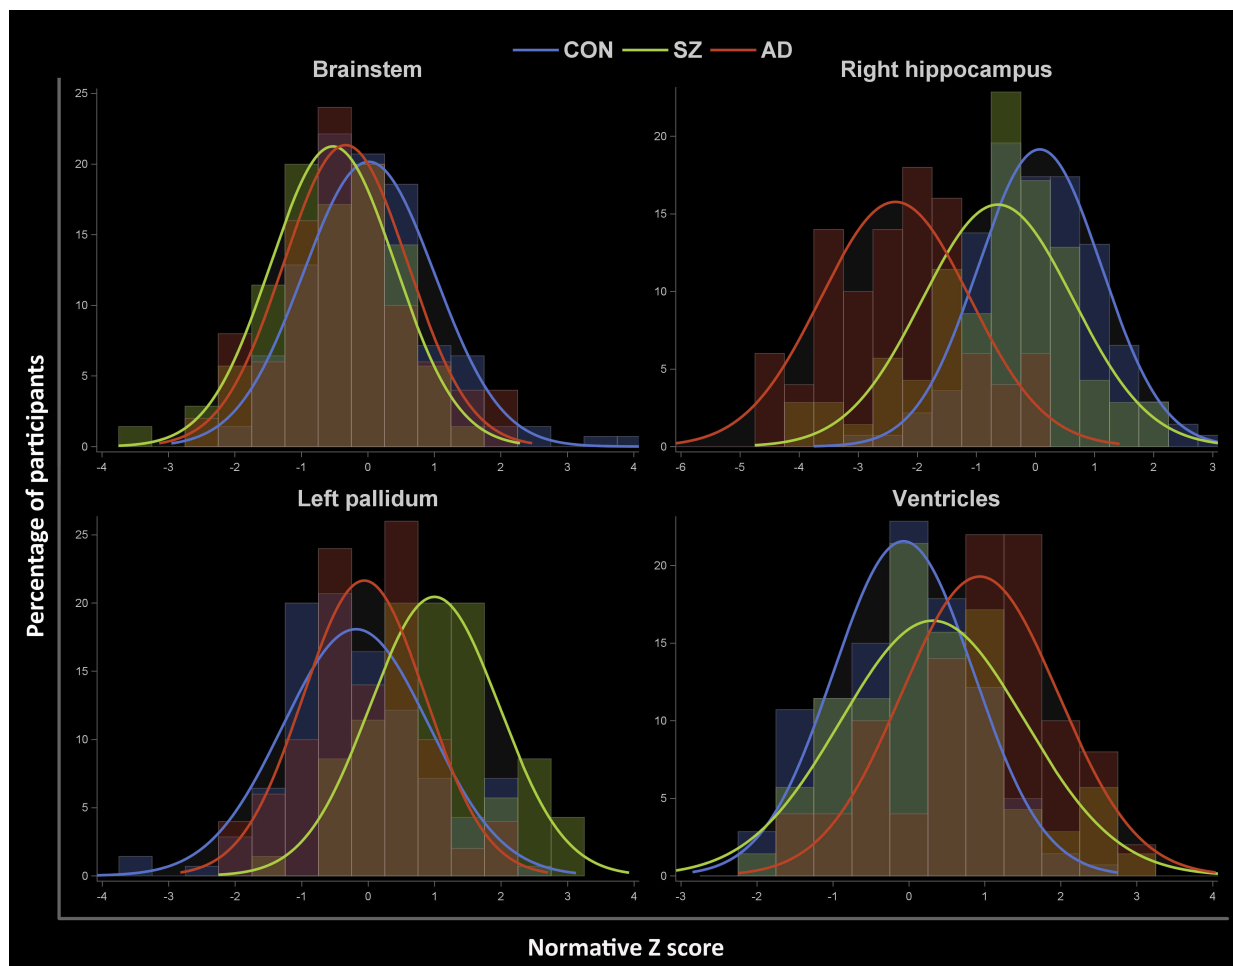 CON SZ AD
Brainstem
Right hippocampus
25
20
15
10
5
0
-4 -3 -2 -1 0 1 2 3 4
20
15
10
5
0
-6 -5 -4 -3 -2 -1 0 1 2 3
Percentage of participants
Left pallidum
Ventricles
25
20
15
10
5
0
-4 -3 -2 -1 0 1 2 3 4
20
15
10
5
0
-3 -2 -1 0 1 2 3 4
Normative Z score